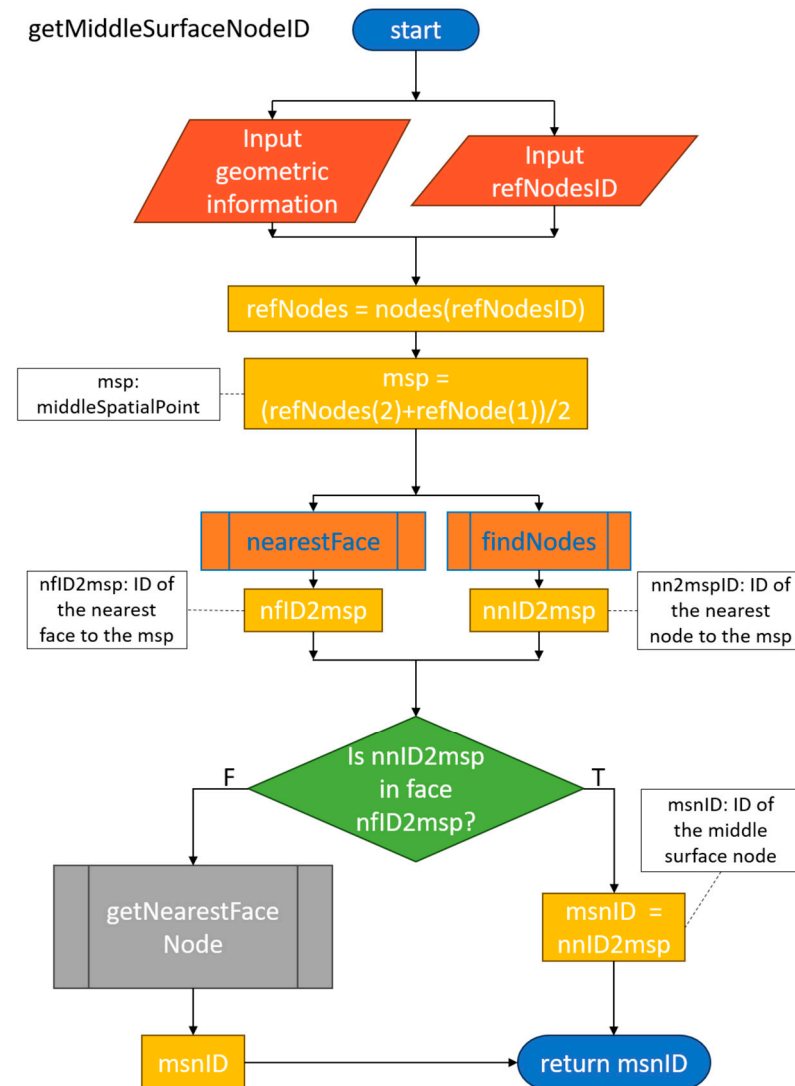 getMiddleSurfaceNodeID
start
Input
geometric
information
Input
refNodesID
refNodes = nodes(refNodesID)
msp:
middleSpatialPoint
msp =
(refNodes(2)+refNode(1))/2
nearestFace
findNodes
nfID2msp: ID of
the nearest
face to the msp
nfID2msp
nnID2msp
nn2mspID: ID of
the nearest
node to the msp
Is nnID2msp
in face
nfID2msp?
F
T
msnID: ID of
the middle
surface node
getNearestFace
Node
msnID =
nnID2msp
msnID
return msnID